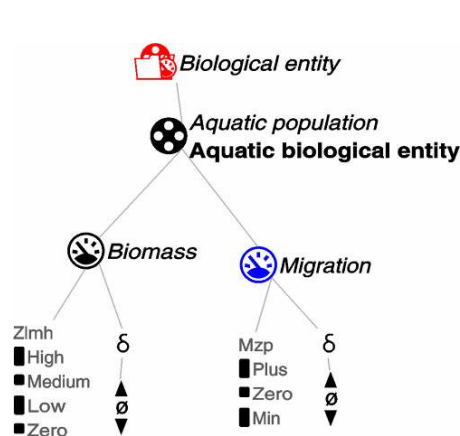 Biological entity
Aquatic population
Aquatic biological entity
Biomass
Migration
Zlmh
High
Medium
Low
Zero
δ
ø
Mzp
Plus
Zero
Min
δ
ø